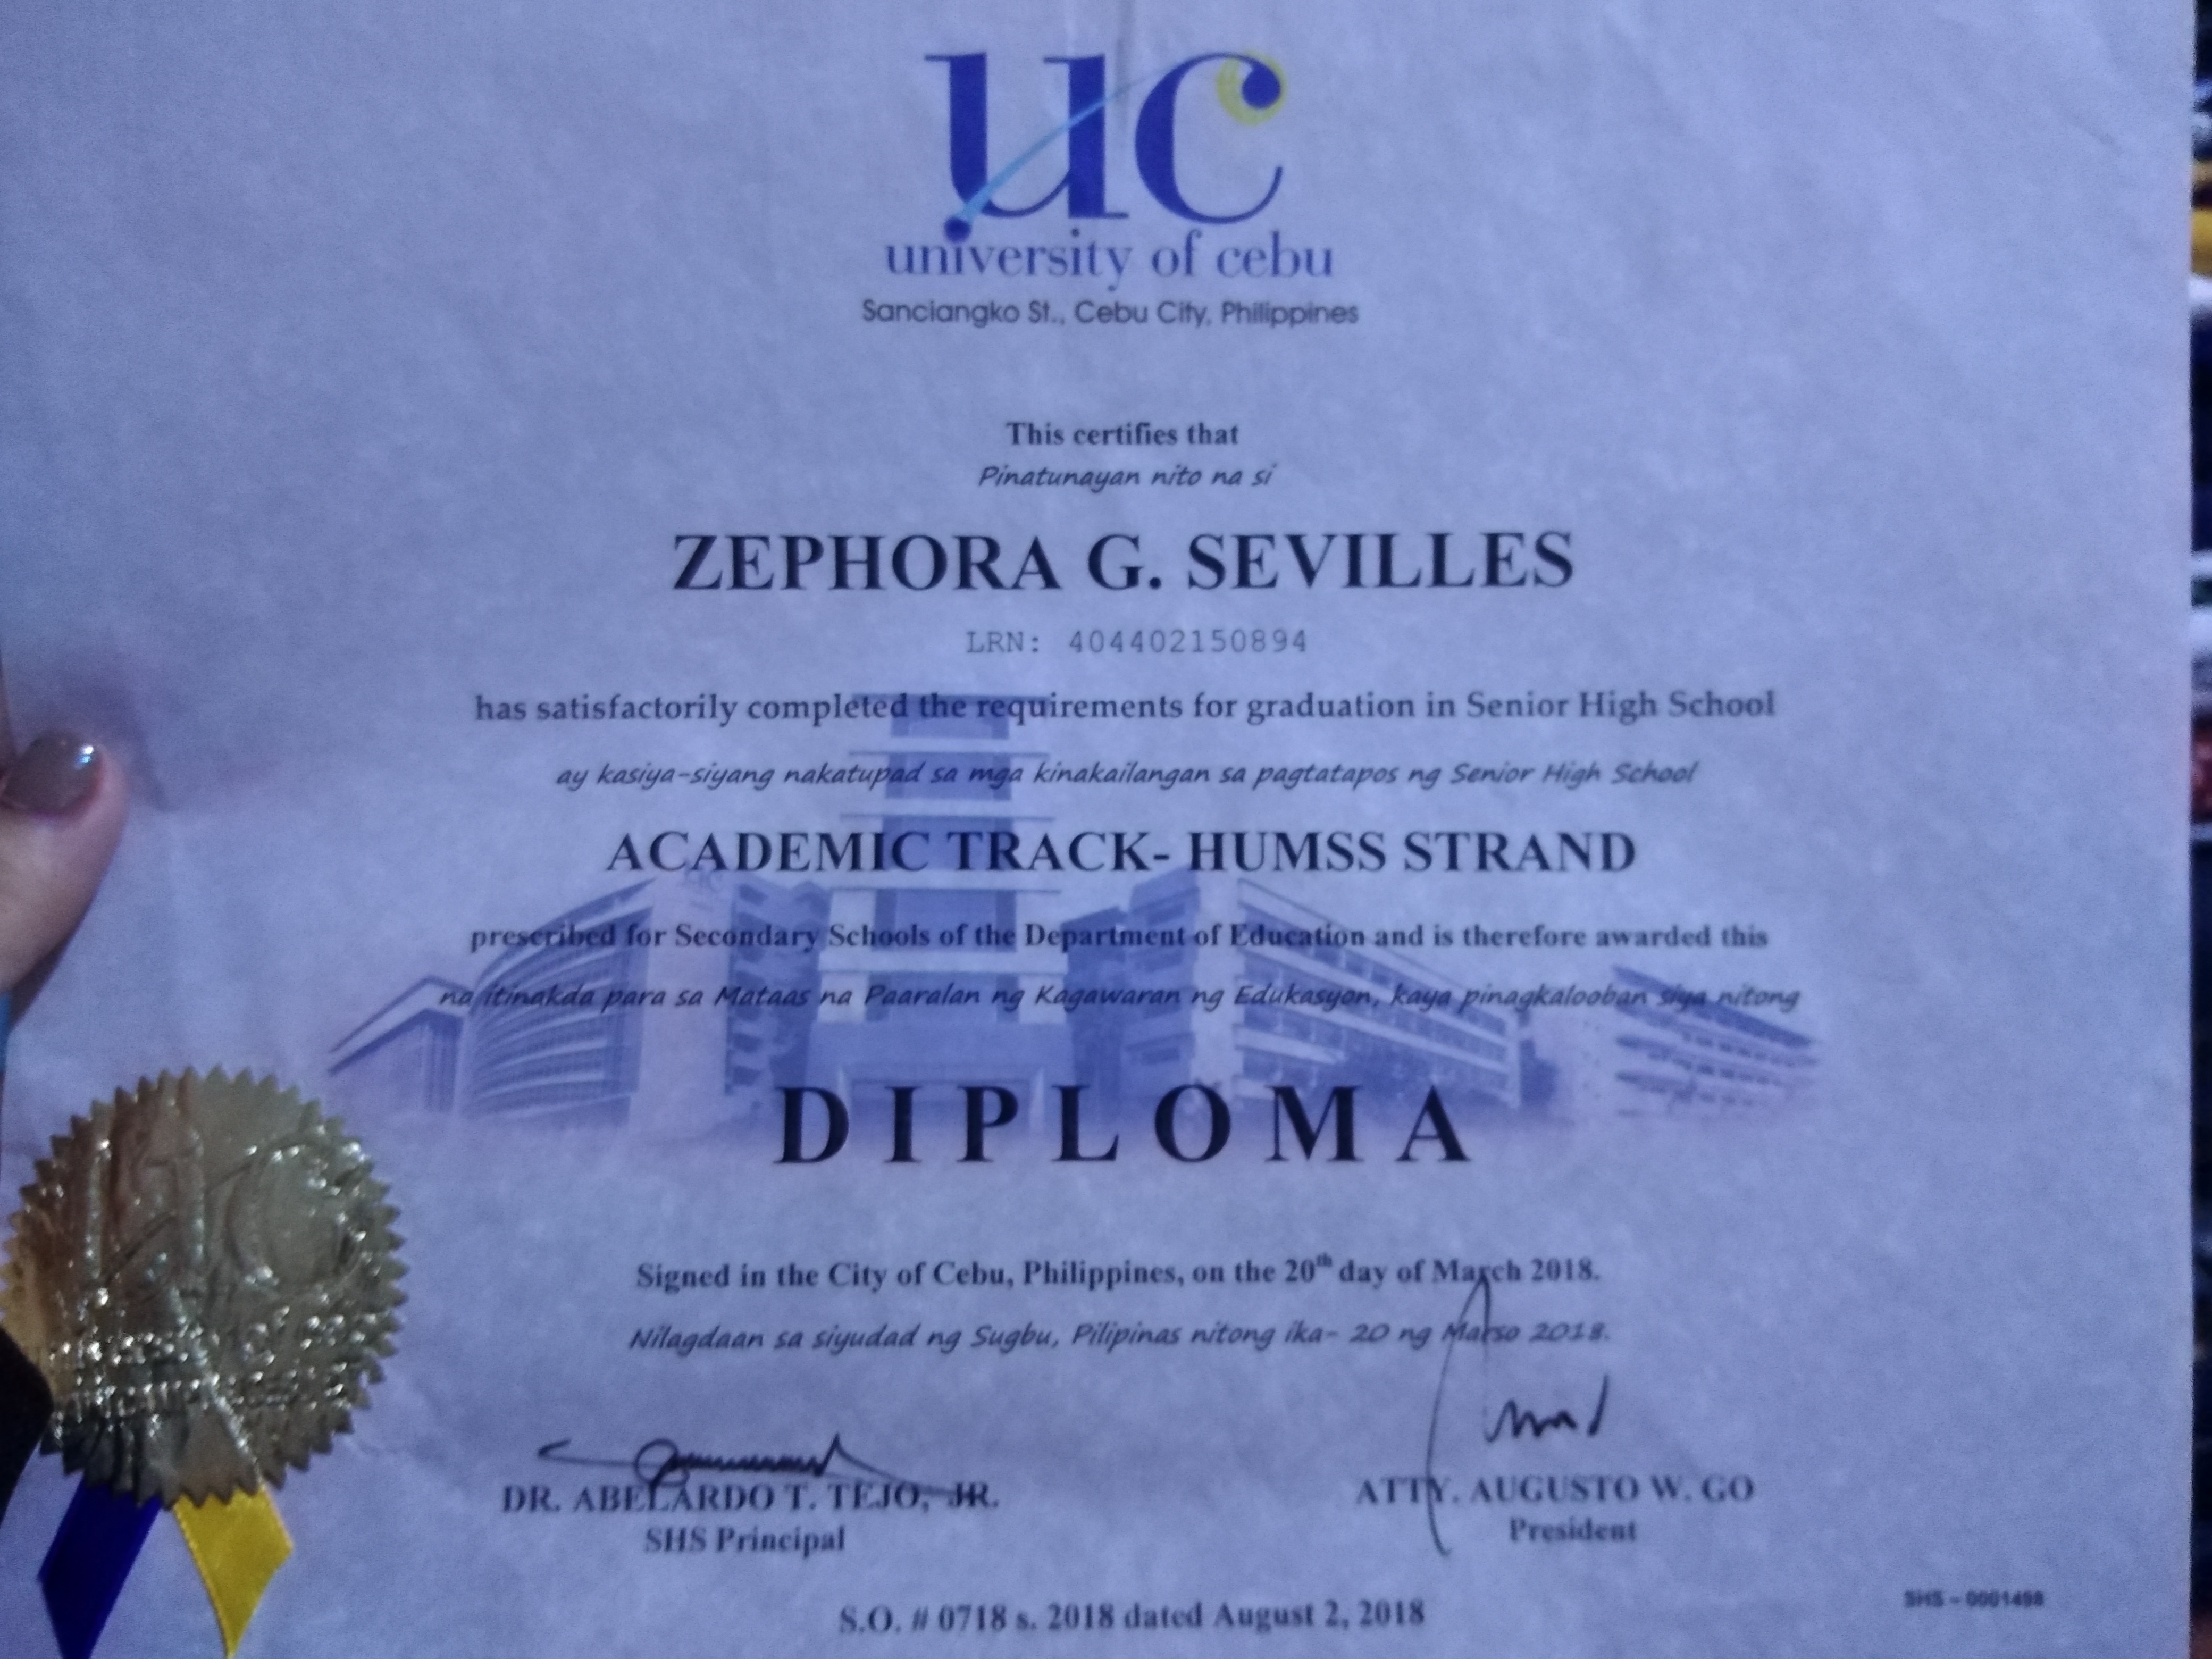 uc
university of cebu
Sanciangko St., Cebu City, Philippines
This certifies that
Pinatunayan nito na si
ZEPHORA G. SEVILLES
LRN: 404402150894
has satisfactorily completed the requirements for graduation in Senior High School
ay kasiya-siyang nakatupad sa mga kinakailangan sa pagtatapos ng Senior High School
ACADEMIC TRACK- HUMSS STRAND
prescribed for Secondary Schools of the Department of Education and is therefore awarded this
na itinakda para sa Mataas na Paaralan ng Kagawaran ng Edukasyon, kaya pinagkalooban siya nitong
DIPLOMA
Signed in the City of Cebu, Philippines, on the 20th day of March 2018.
Nilagdaan sa siyudad ng Sugbu, Pilipinas nitong ika- 20 ng Marso 2018.
DR. ABELARDO T. TEJO, JR.
SHS Principal
ATTY. AUGUSTO W. GO
President
S.O. # 0718 s. 2018 dated August 2, 2018
SHS - 0001498